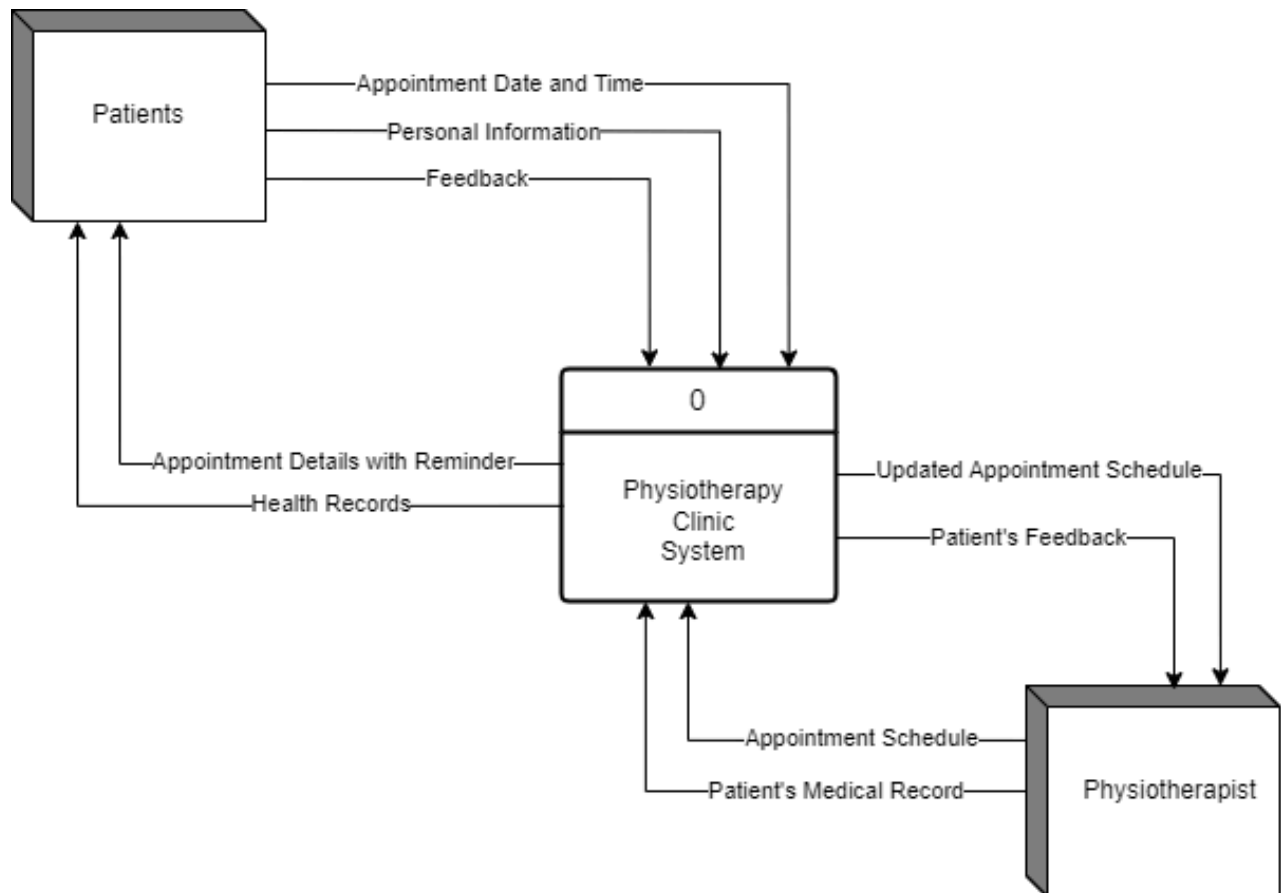 Patients
Appointment Date and Time
Personal Information
Feedback
0
Physiotherapy
Clinic
System
Appointment Details with Reminder
Health Records
Updated Appointment Schedule
Patient's Feedback
Appointment Schedule
Patient's Medical Record
Physiotherapist